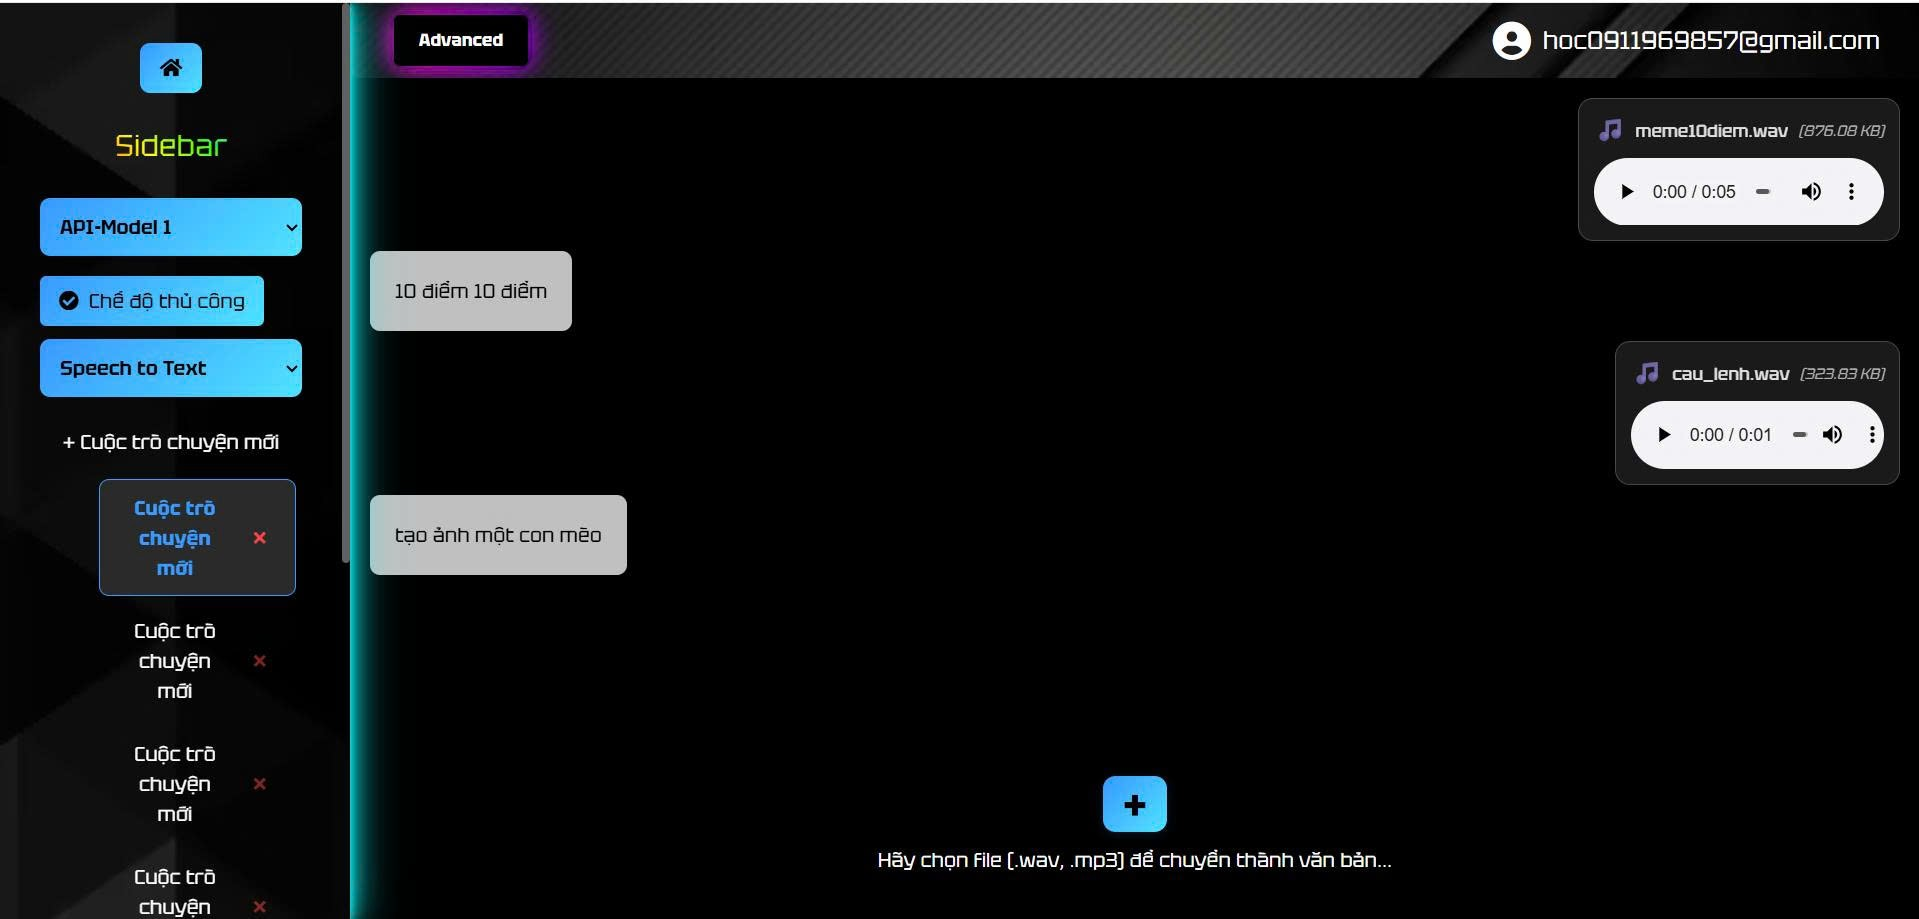 Advanced
hoc0911969857@gmail.com
Sidebar
API-Model 1
Chế độ thủ công
Speech to Text
+ Cuộc trò chuyện mới
Cuộc trò
chuyện
mới
Cuộc trò
chuyện
mới
Cuộc trò
chuyện
mới
Cuộc trò
chuyện
meme10diem.wav (876.08 KB)
0:00 / 0:05
10 điểm 10 điểm
cau_lenh.wav (323.83 KB)
0:00 / 0:01
tạo ảnh một con mèo
Hãy chọn file (.wav, .mp3) để chuyển thành văn bản...